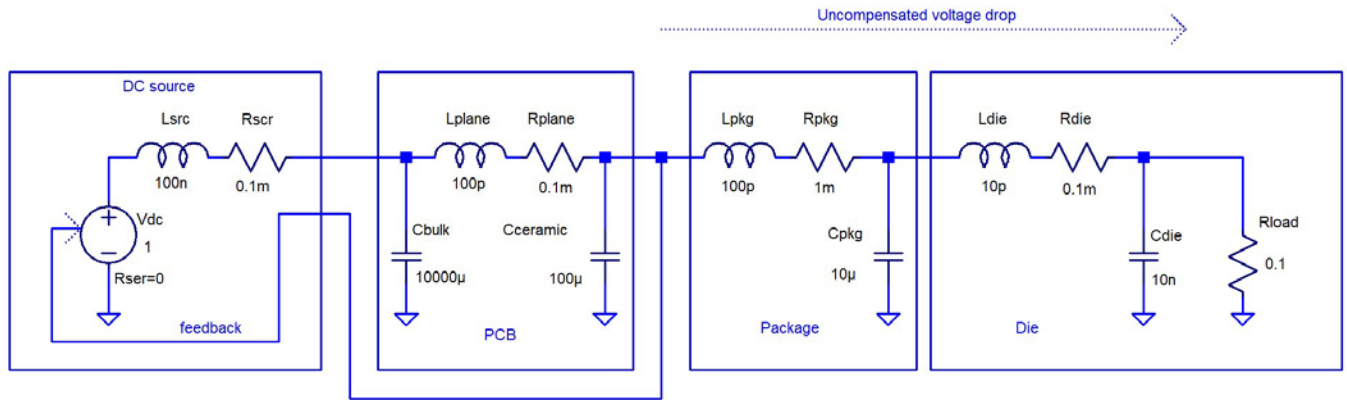 Uncompensated voltage drop
DC source
Lsrc
Rscr
100n
0.1m
Vdc
1
Rser=0
feedback
Lplane
Rplane
100p
0.1m
Cbulk
10000µ
Cceramic
100µ
PCB
Lpkg
Rpkg
100p
1m
Cpkg
10µ
Package
Ldie
Rdie
10p
0.1m
Cdie
10n
Rload
0.1
Die